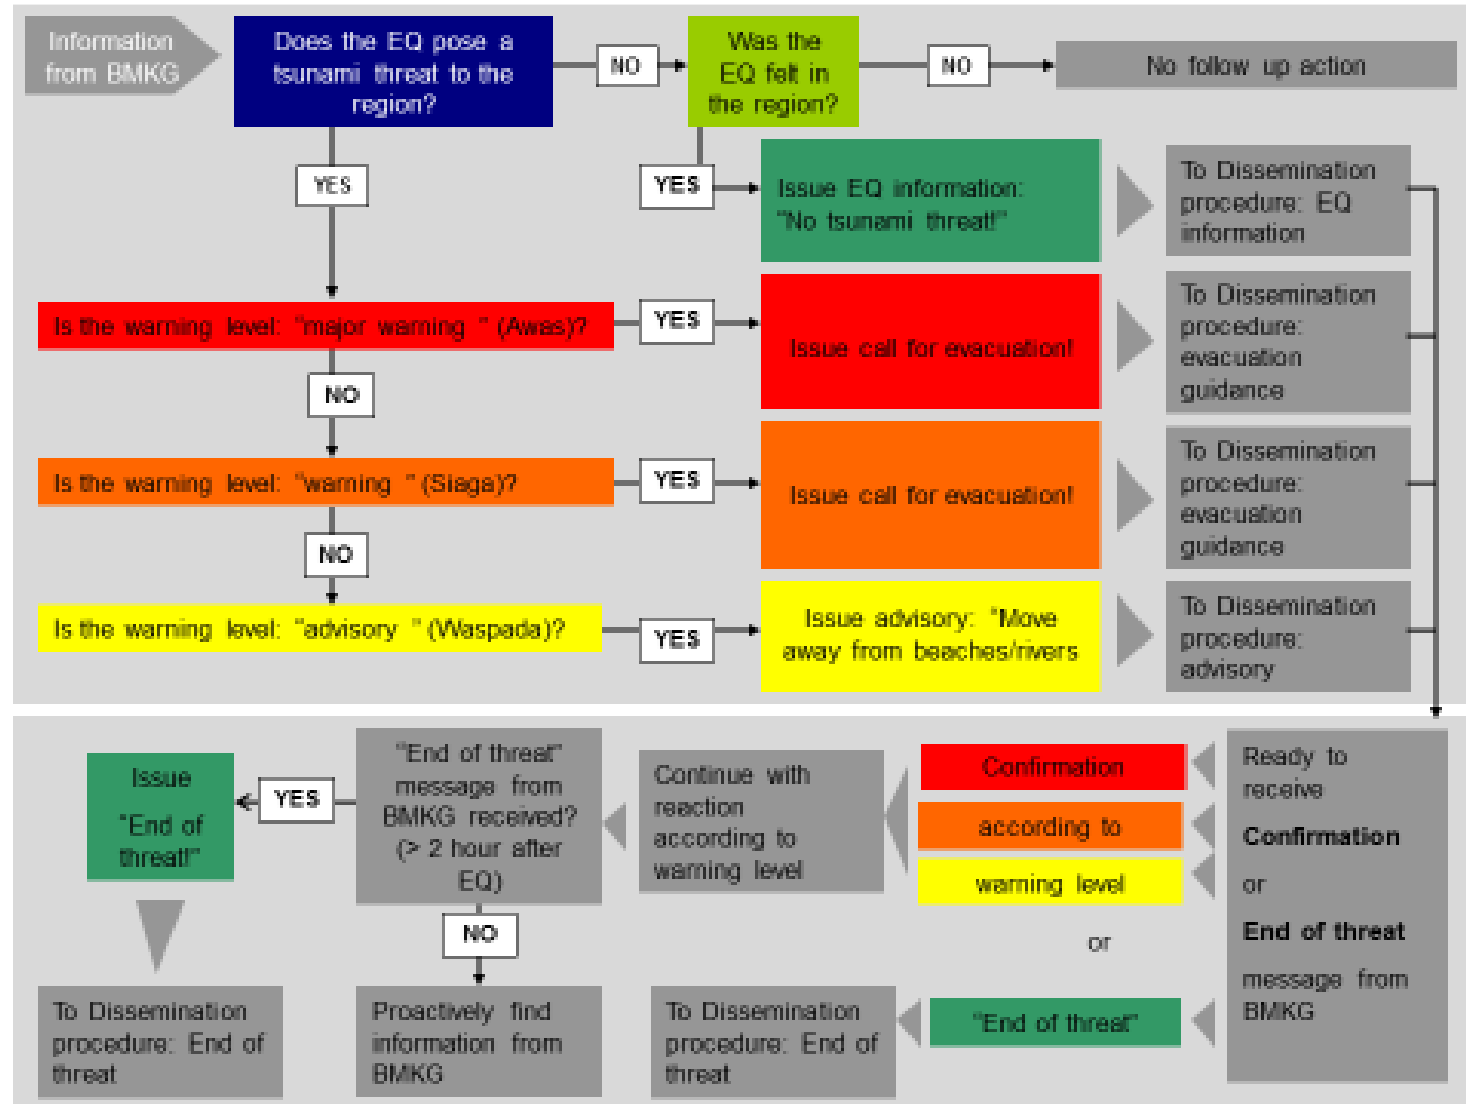 Information
from BMKG
Does the EQ pose a
tsunami threat to the
region?
NO
Was the
EQ felt in
the region?
NO
No follow up action
YES
YES
Issue EQ information:
"No tsunami threat!"
To Dissemination
procedure: EQ
information
Is the warning level: "major warning " (Awas)?
YES
Issue call for evacuation!
To Dissemination
procedure:
evacuation
guidance
NO
Is the warning level: "warning " (Siaga)?
YES
Issue call for evacuation!
To Dissemination
procedure:
evacuation
guidance
NO
Is the warning level: "advisory " (Waspada)?
YES
Issue advisory: "Move
away from beaches/rivers
To Dissemination
procedure:
advisory
Ready to
receive
Confirmation
or
End of threat
message from
BMKG
Confirmation
according to
warning level
or
"End of threat"
Continue with
reaction
according to
warning level
To Dissemination
procedure: End of
threat
"End of threat"
message from
BMKG received?
(> 2 hour after
EQ)
YES
Issue
"End of
threat!"
To Dissemination
procedure: End of
threat
NO
Proactively find
information from
BMKG